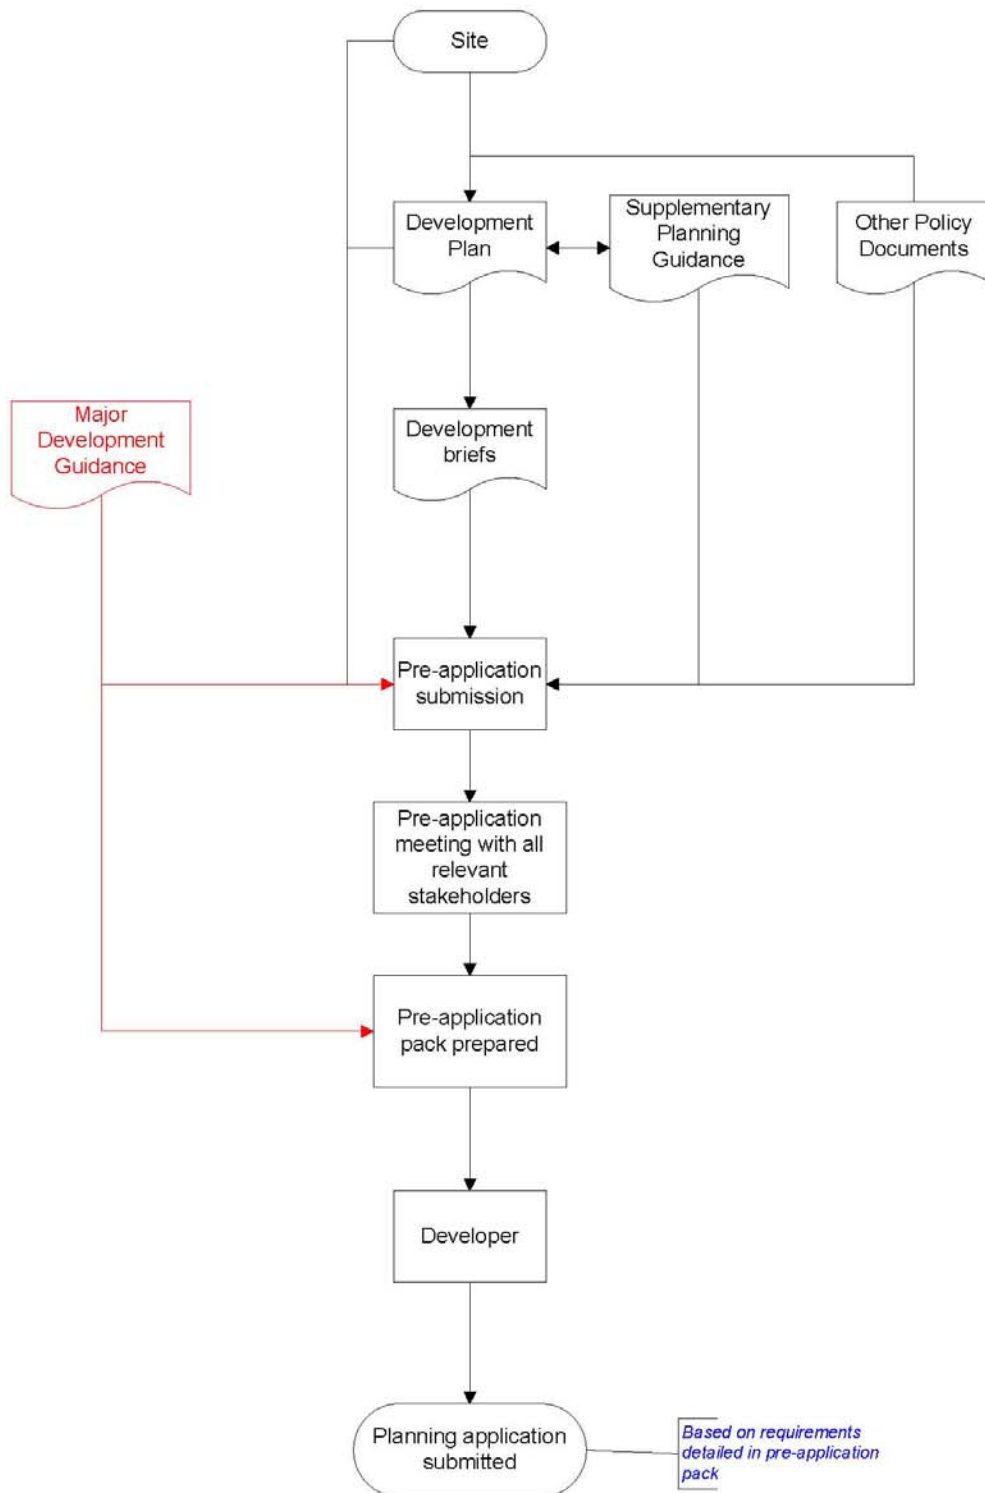 Site
Development
Plan
Supplementary
Planning
Guidance
Other Policy
Documents
Major
Development
Guidance
Development
briefs
Pre-application
submission
Pre-application
meeting with all
relevant
stakeholders
Pre-application
pack prepared
Developer
Planning application
submitted
Based on requirements
detailed in pre-application
pack